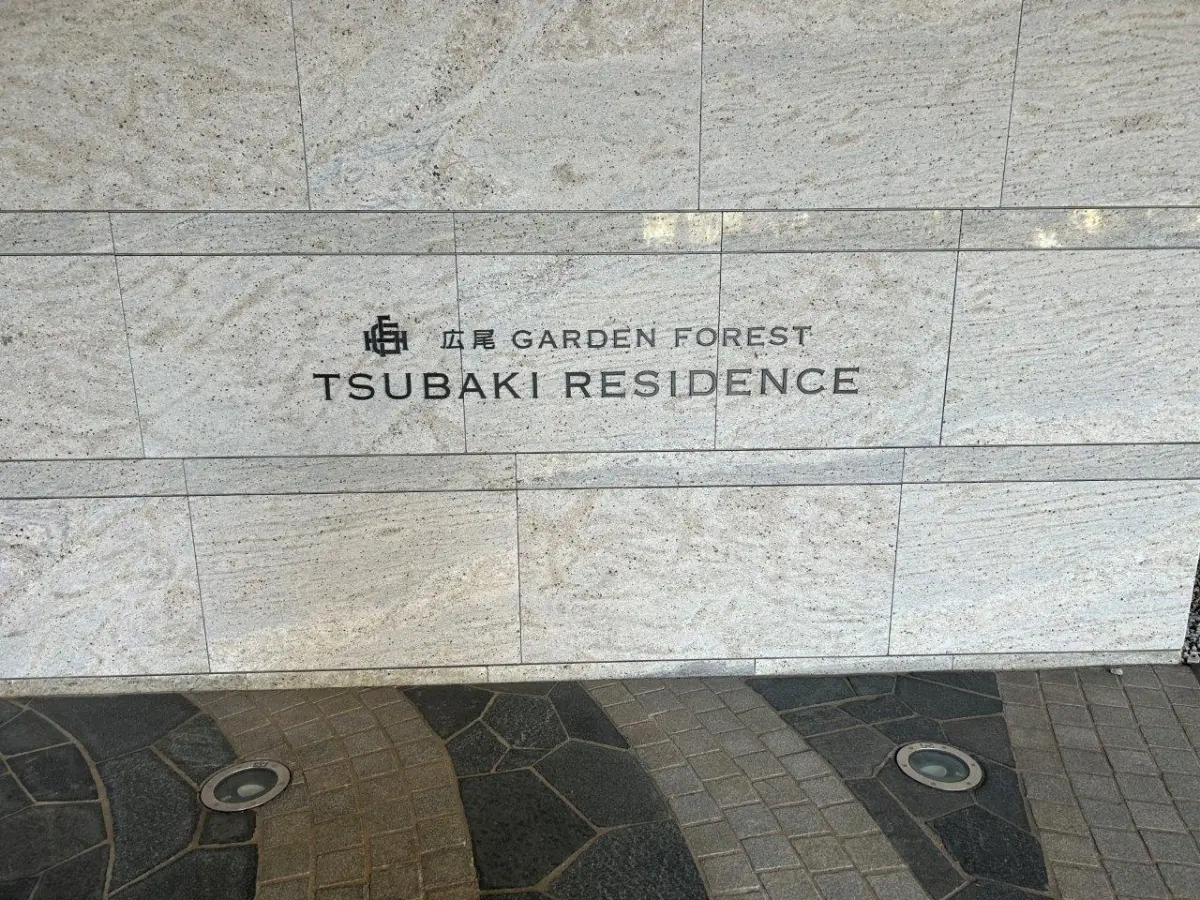 広尾 GARDEN FOREST
TSUBAKI RESIDENCE